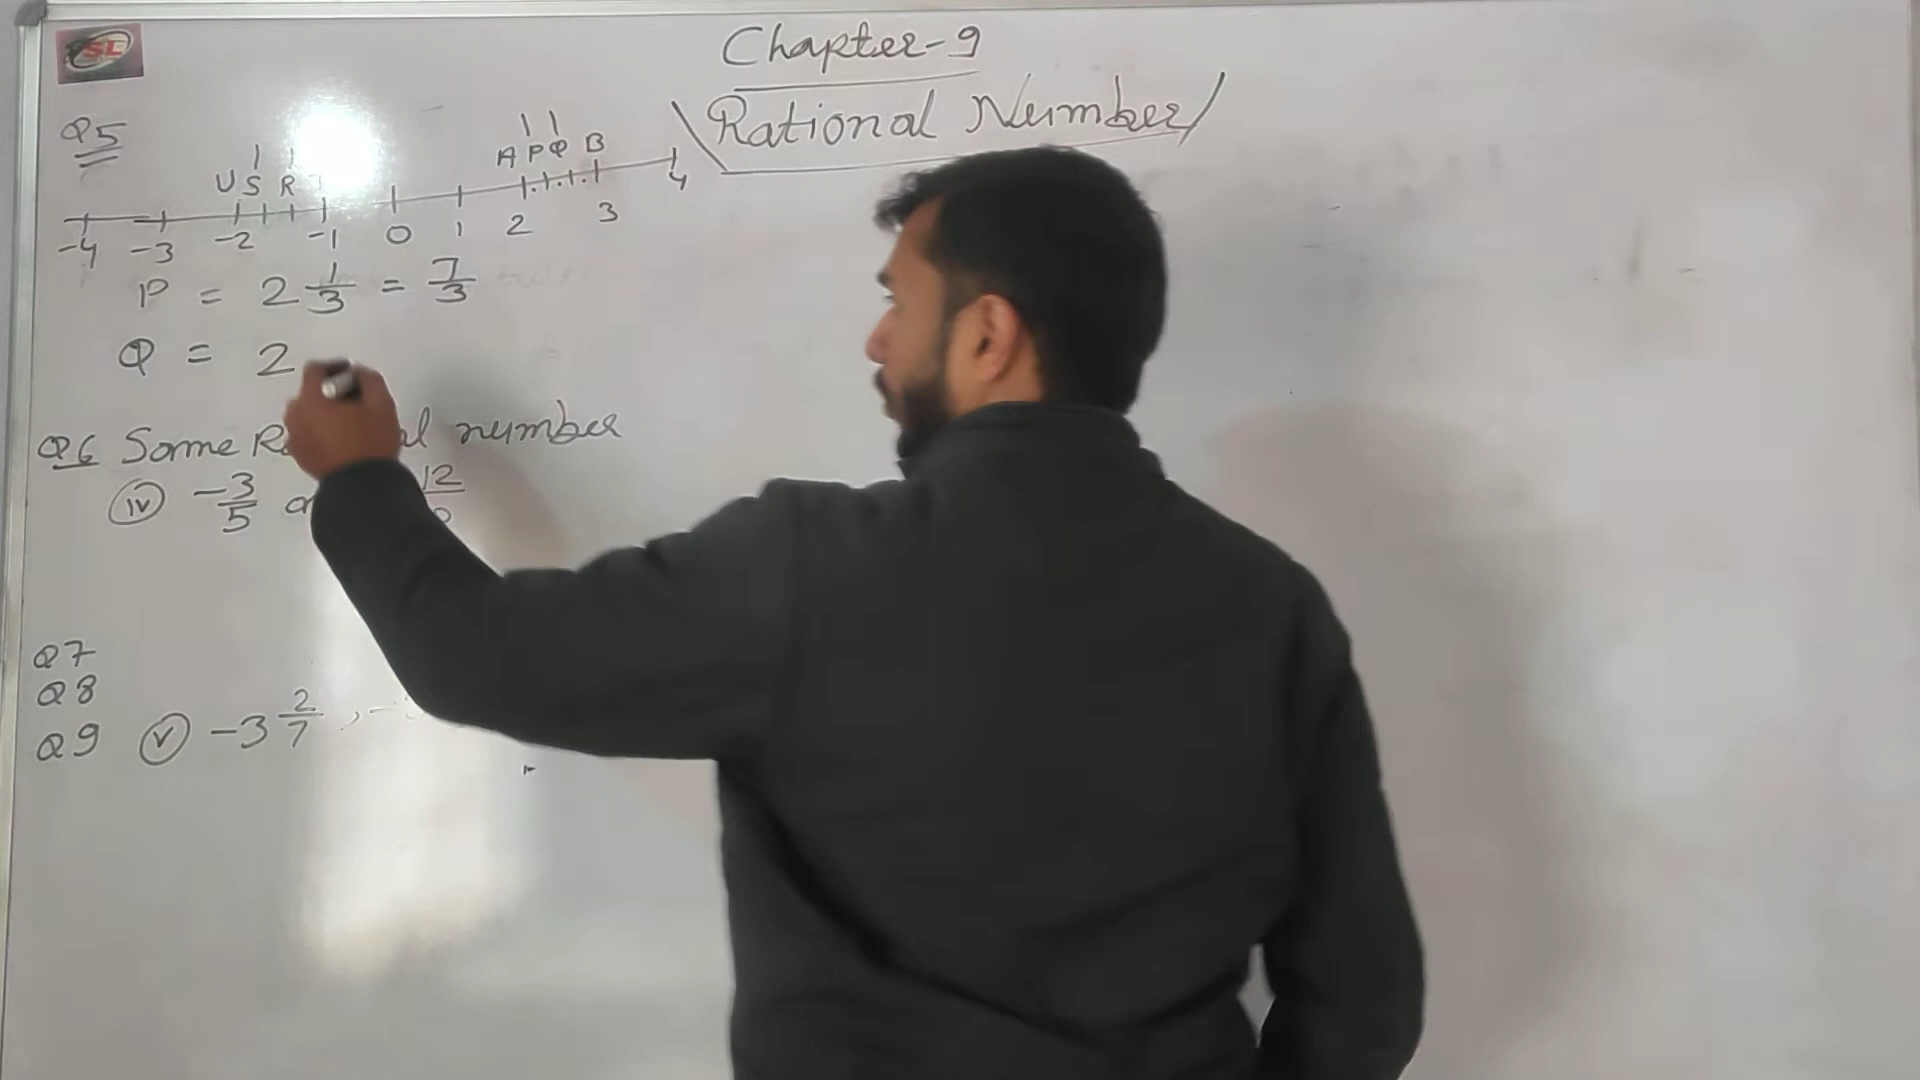 SL
Chapter-9
Rational Number
Q5
U S R
A P Q B
-4 -3 -2 -1 0 1 2 3 4
P = 2 1/3 = 7/3
Q = 2
Q6 Some number
(iv) -3/5 12
Q7
Q8
Q9 (v) -3 2/7 , -